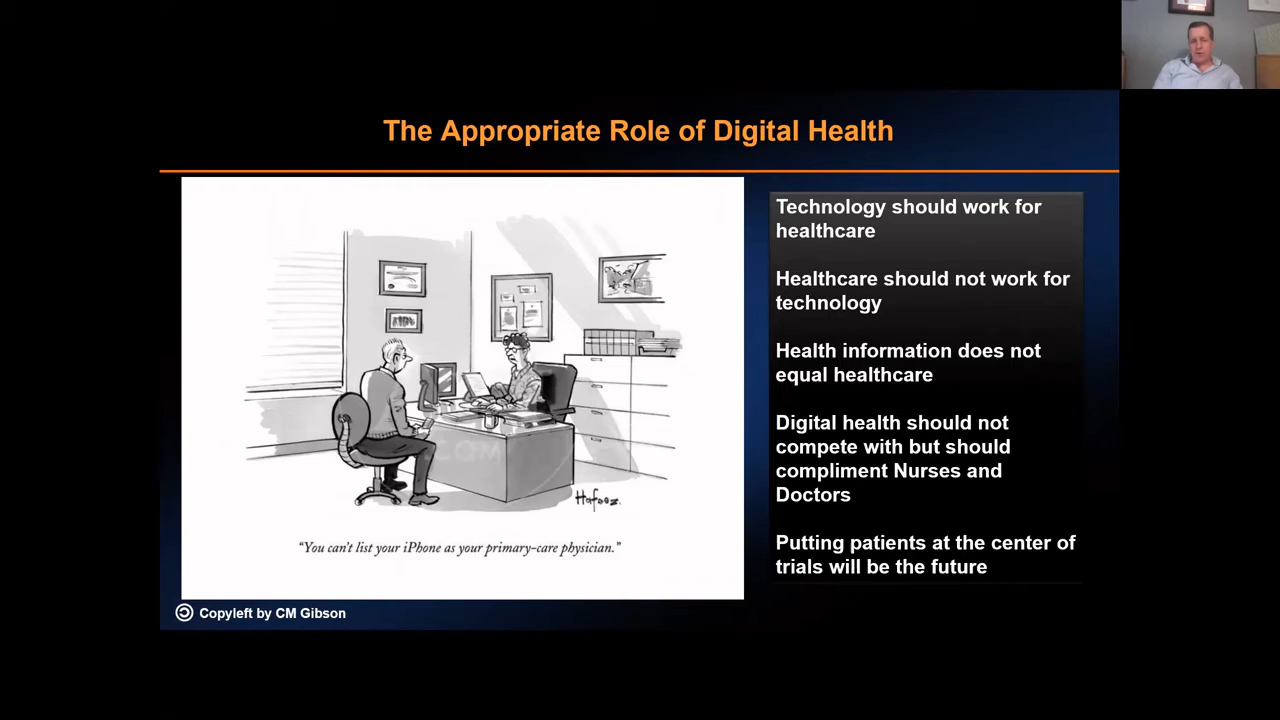 The Appropriate Role of Digital Health
Technology should work for
healthcare
Healthcare should not work for
technology
Health information does not
equal healthcare
Digital health should not
compete with but should
compliment Nurses and
Doctors
Putting patients at the center of
trials will be the future
.COM
Hafeez.
“You can't list your iPhone as your primary-care physician.”
Copyleft by CM Gibson